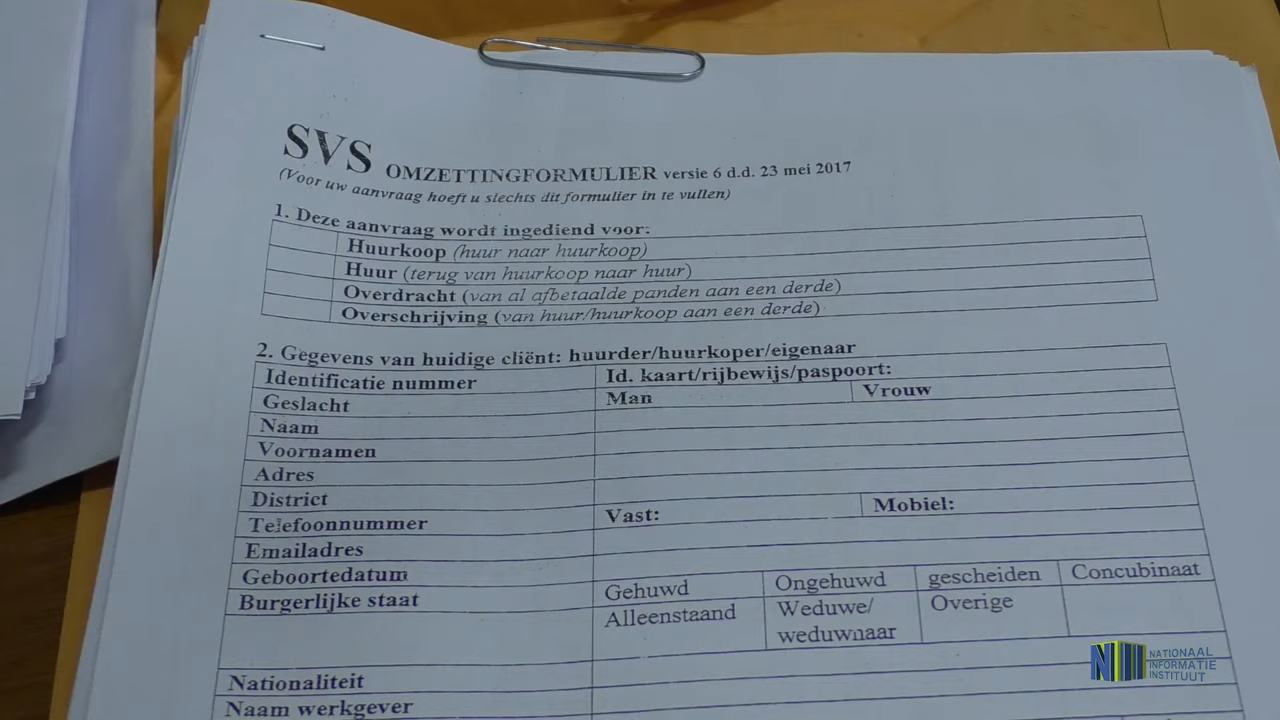 SVS OMZETTINGFORMULIER versie 6 d.d. 23 mei 2017
(Voor uw aanvraag hoeft u slechts dit formulier in te vullen)
1. Deze aanvraag wordt ingediend voor:
Huurkoop (huur naar huurkoop)
Huur (terug van huurkoop naar huur)
Overdracht (van al afbetaalde panden aan een derde)
Overschrijving (van huur/huurkoop aan een derde)
2. Gegevens van huidige cliënt: huurder/huurkoper/eigenaar
Identificatie nummer Id. kaart/rijbewijs/paspoort:
Geslacht Man Vrouw
Naam
Voornamen
Adres
District
Telefoonnummer Vast: Mobiel:
Emailadres
Geboortedatum
Burgerlijke staat Gehuwd Ongehuwd gescheiden Concubinaat
Alleenstaand Weduwe/ Overige
weduwnaar
Nationaliteit
Naam werkgever
NATIONAAL
INFORMATIE
INSTITUUT